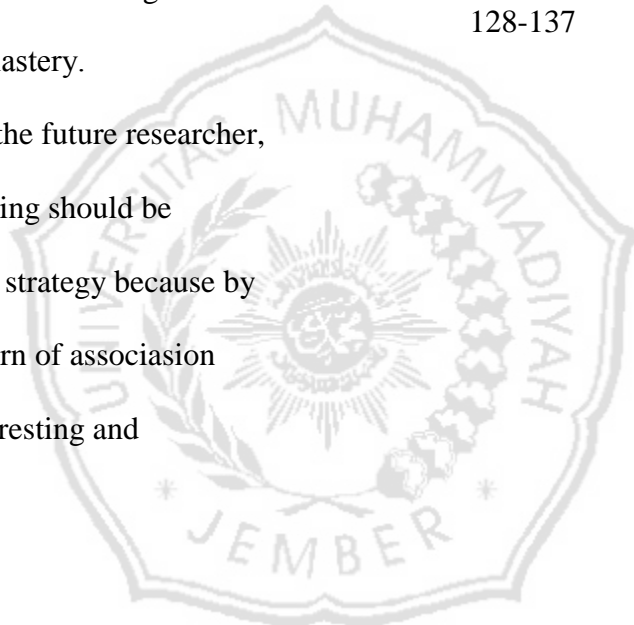 128-137
astery.
the future researcher,
ing should be
strategy because by
rn of associasion
resting and
UNIVERSITAS MUHAMMADIYAH
JEMBER